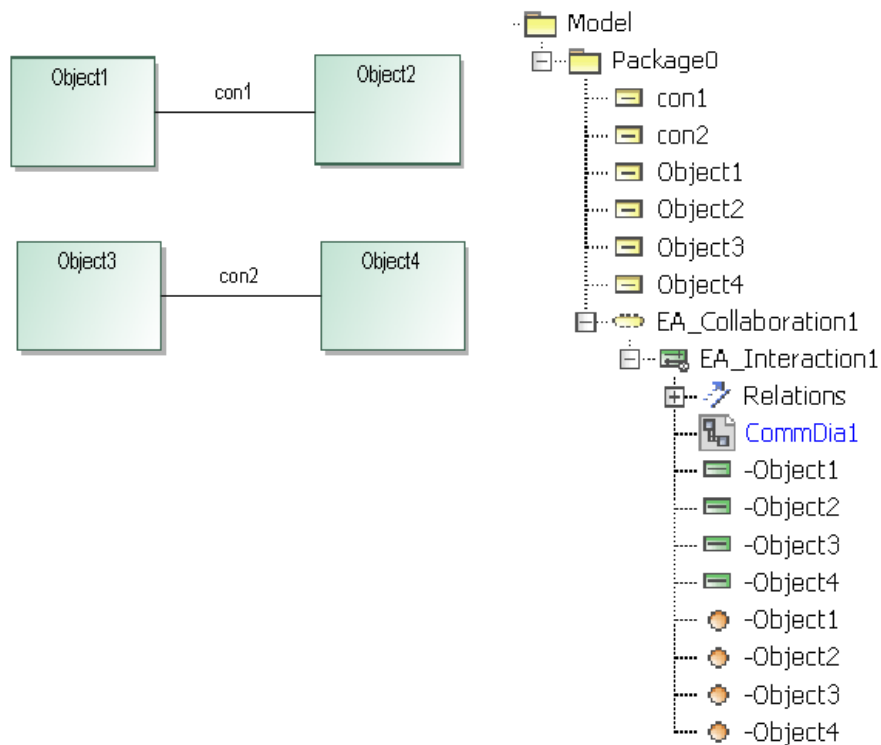 Object1
con1
Object2
Object3
con2
Object4
Model
Package0
con1
con2
Object1
Object2
Object3
Object4
EA_Collaboration1
EA_Interaction1
Relations
CommDia1
-Object1
-Object2
-Object3
-Object4
-Object1
-Object2
-Object3
-Object4